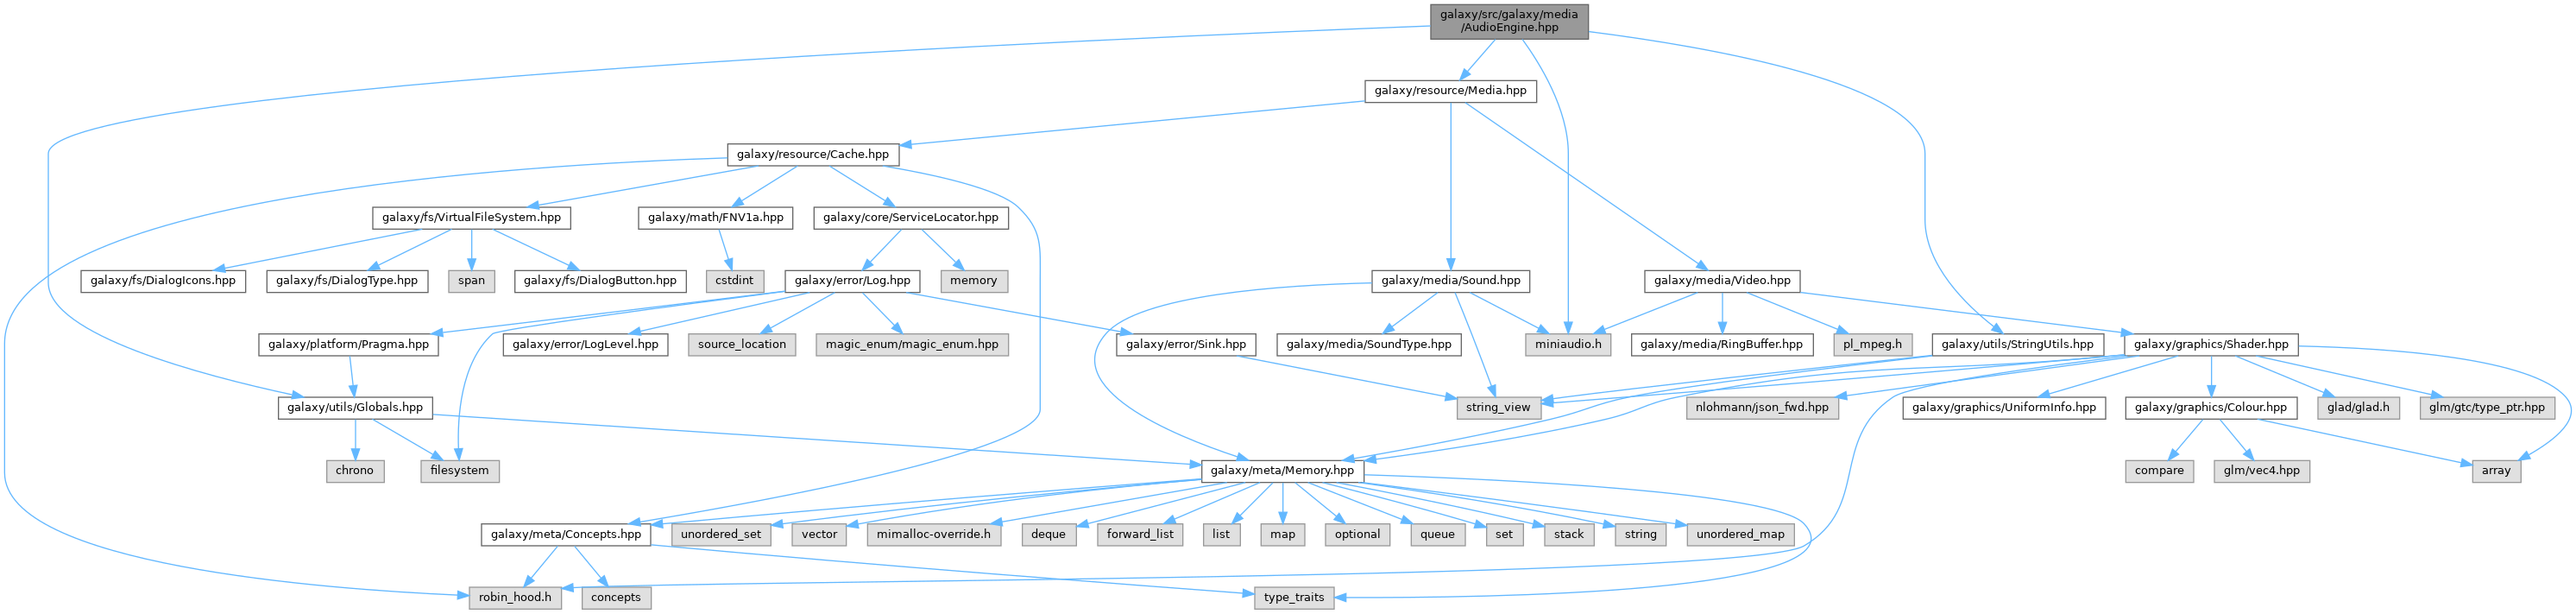 galaxy/src/galaxy/media
/AudioEngine.hpp
galaxy/resource/Media.hpp
galaxy/resource/Cache.hpp
galaxy/fs/VirtualFileSystem.hpp
galaxy/math/FNV1a.hpp
galaxy/core/ServiceLocator.hpp
galaxy/fs/DialogIcons.hpp
galaxy/fs/DialogType.hpp
span
galaxy/fs/DialogButton.hpp
cstdint
galaxy/error/Log.hpp
memory
galaxy/media/Sound.hpp
galaxy/media/Video.hpp
galaxy/platform/Pragma.hpp
galaxy/error/LogLevel.hpp
source_location
magic_enum/magic_enum.hpp
galaxy/error/Sink.hpp
galaxy/media/SoundType.hpp
miniaudio.h
galaxy/media/RingBuffer.hpp
pl_mpeg.h
galaxy/utils/StringUtils.hpp
galaxy/graphics/Shader.hpp
galaxy/utils/Globals.hpp
string_view
nlohmann/json_fwd.hpp
galaxy/graphics/UniformInfo.hpp
galaxy/graphics/Colour.hpp
glad/glad.h
glm/gtc/type_ptr.hpp
chrono
filesystem
galaxy/meta/Memory.hpp
compare
glm/vec4.hpp
array
galaxy/meta/Concepts.hpp
unordered_set
vector
mimalloc-override.h
deque
forward_list
list
map
optional
queue
set
stack
string
unordered_map
robin_hood.h
concepts
type_traits